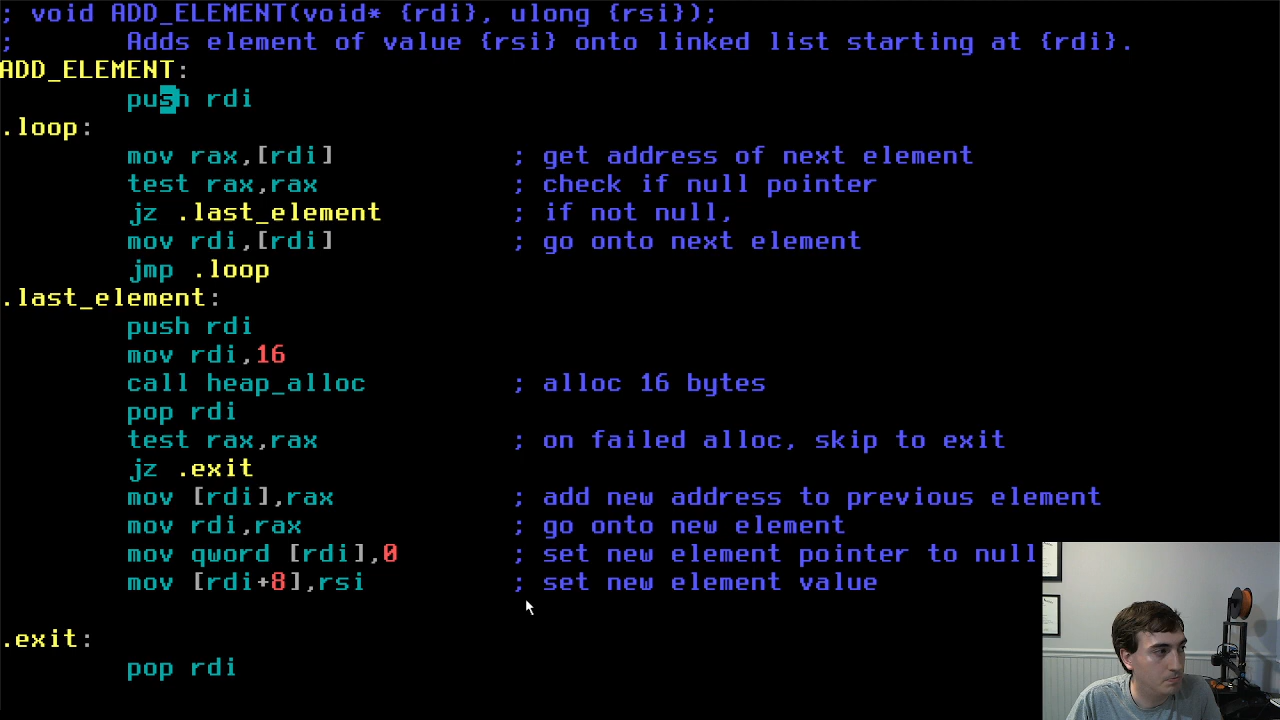 ; void ADD_ELEMENT(void* {rdi}, ulong {rsi});
;       Adds element of value {rsi} onto linked list starting at {rdi}.
ADD_ELEMENT:
        push rdi
.loop:
        mov rax,[rdi]           ; get address of next element
        test rax,rax            ; check if null pointer
        jz .last_element        ; if not null,
        mov rdi,[rdi]           ; go onto next element
        jmp .loop
.last_element:
        push rdi
        mov rdi,16
        call heap_alloc         ; alloc 16 bytes
        pop rdi
        test rax,rax            ; on failed alloc, skip to exit
        jz .exit
        mov [rdi],rax           ; add new address to previous element
        mov rdi,rax             ; go onto new element
        mov qword [rdi],0       ; set new element pointer to null
        mov [rdi+8],rsi         ; set new element value
.exit:
        pop rdi